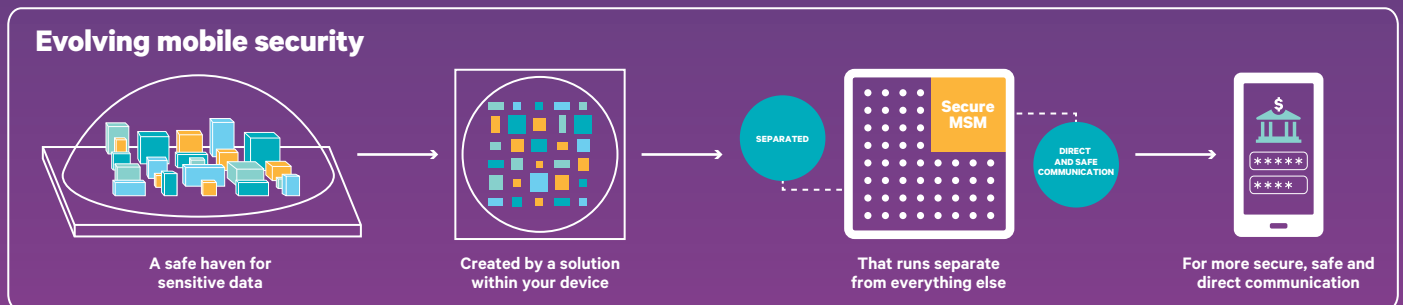 Evolving mobile security
SEPARATED
Secure
MSM
DIRECT
AND SAFE
COMMUNICATION
$
*****
****
A safe haven for
sensitive data
Created by a solution
within your device
That runs separate
from everything else
For more secure, safe and
direct communication